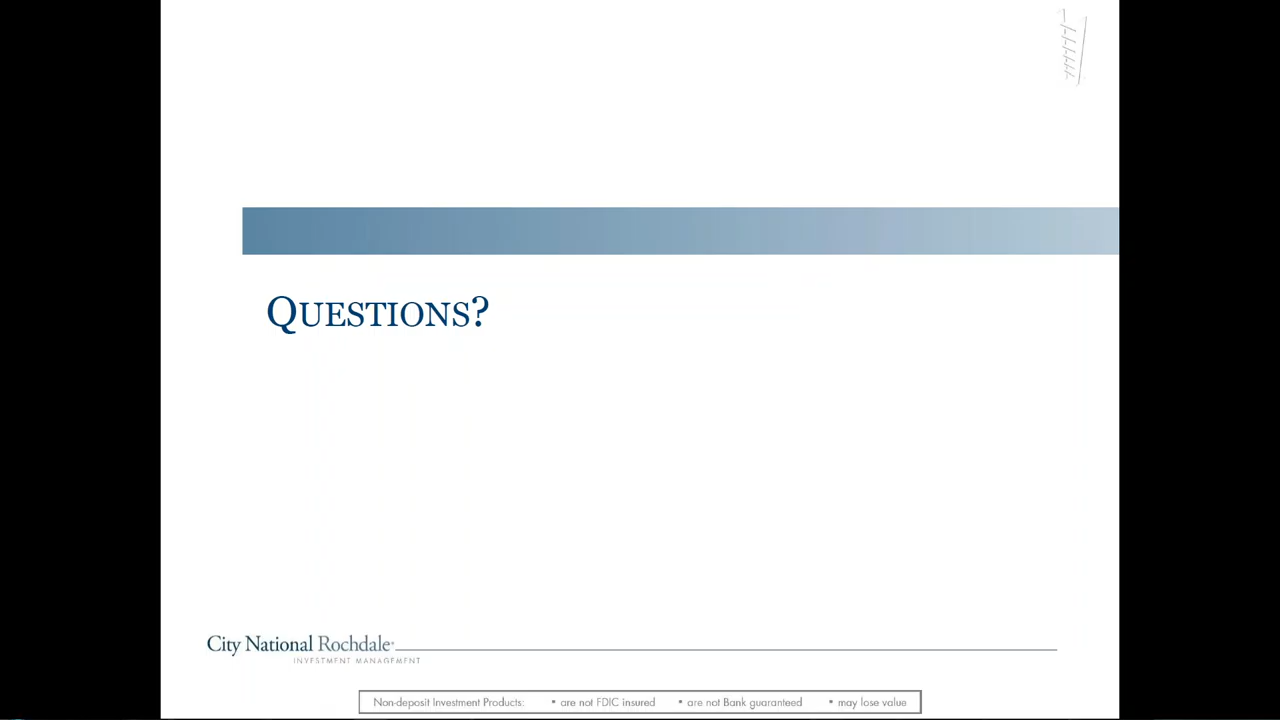 QUESTIONS?
City National Rochdale®
INVESTMENT MANAGEMENT
Non-deposit Investment Products: • are not FDIC insured • are not Bank guaranteed • may lose value